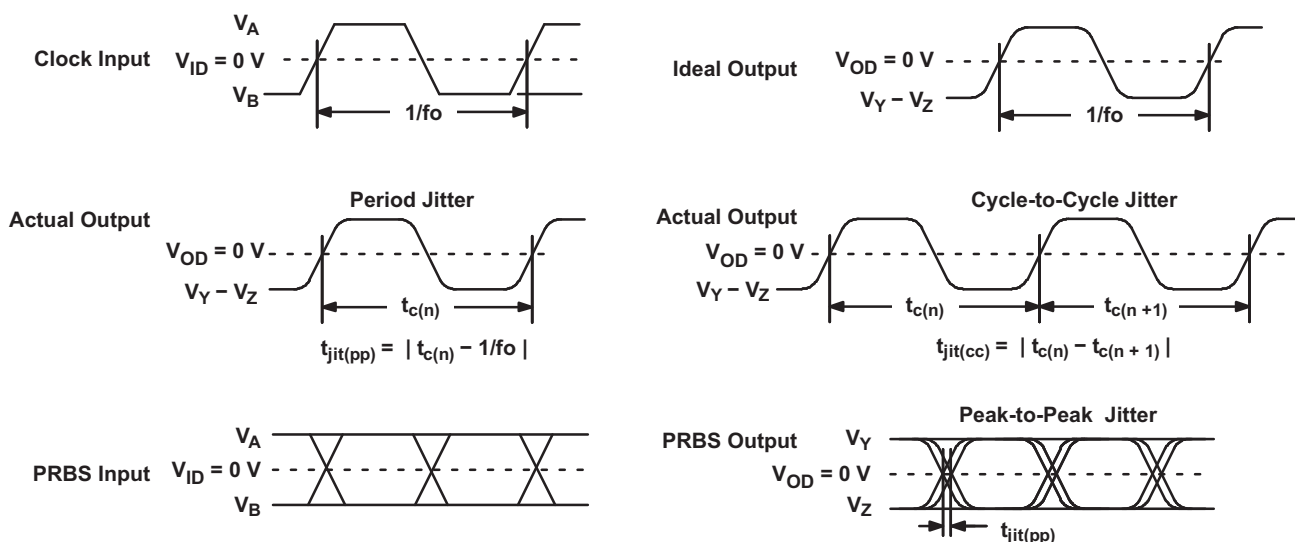 Clock Input
V_A
V_ID = 0 V
V_B
1/fo
Ideal Output
V_OD = 0 V
V_Y – V_Z
1/fo
Actual Output
Period Jitter
V_OD = 0 V
V_Y – V_Z
t_c(n)
t_jit(pp) = | t_c(n) – 1/fo |
Actual Output
Cycle-to-Cycle Jitter
V_OD = 0 V
V_Y – V_Z
t_c(n)
t_c(n +1)
t_jit(cc) = | t_c(n) – t_c(n + 1) |
PRBS Input
V_A
V_ID = 0 V
V_B
Peak-to-Peak Jitter
PRBS Output
V_Y
V_OD = 0 V
V_Z
t_jit(pp)